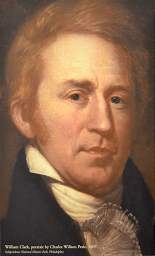 William Clark, portrait by Charles Willson Peale, 1807
Independence National Historic Park, Philadelphia